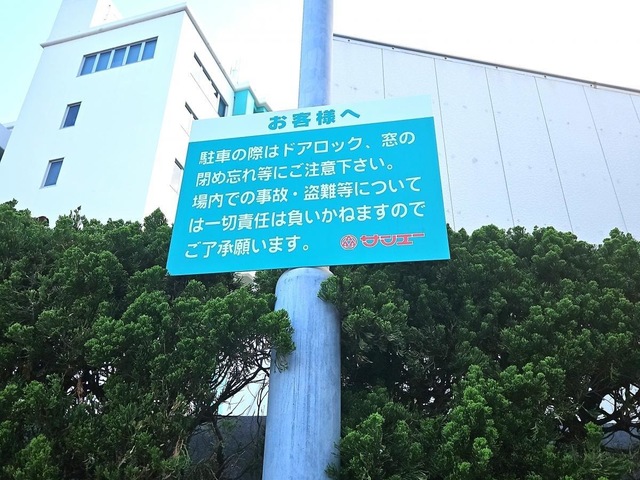 お客様へ
駐車の際はドアロック、窓の
閉め忘れ等にご注意下さい。
場内での事故・盗難等について
は一切責任は負いかねますので
ご了承願います。
サンエー